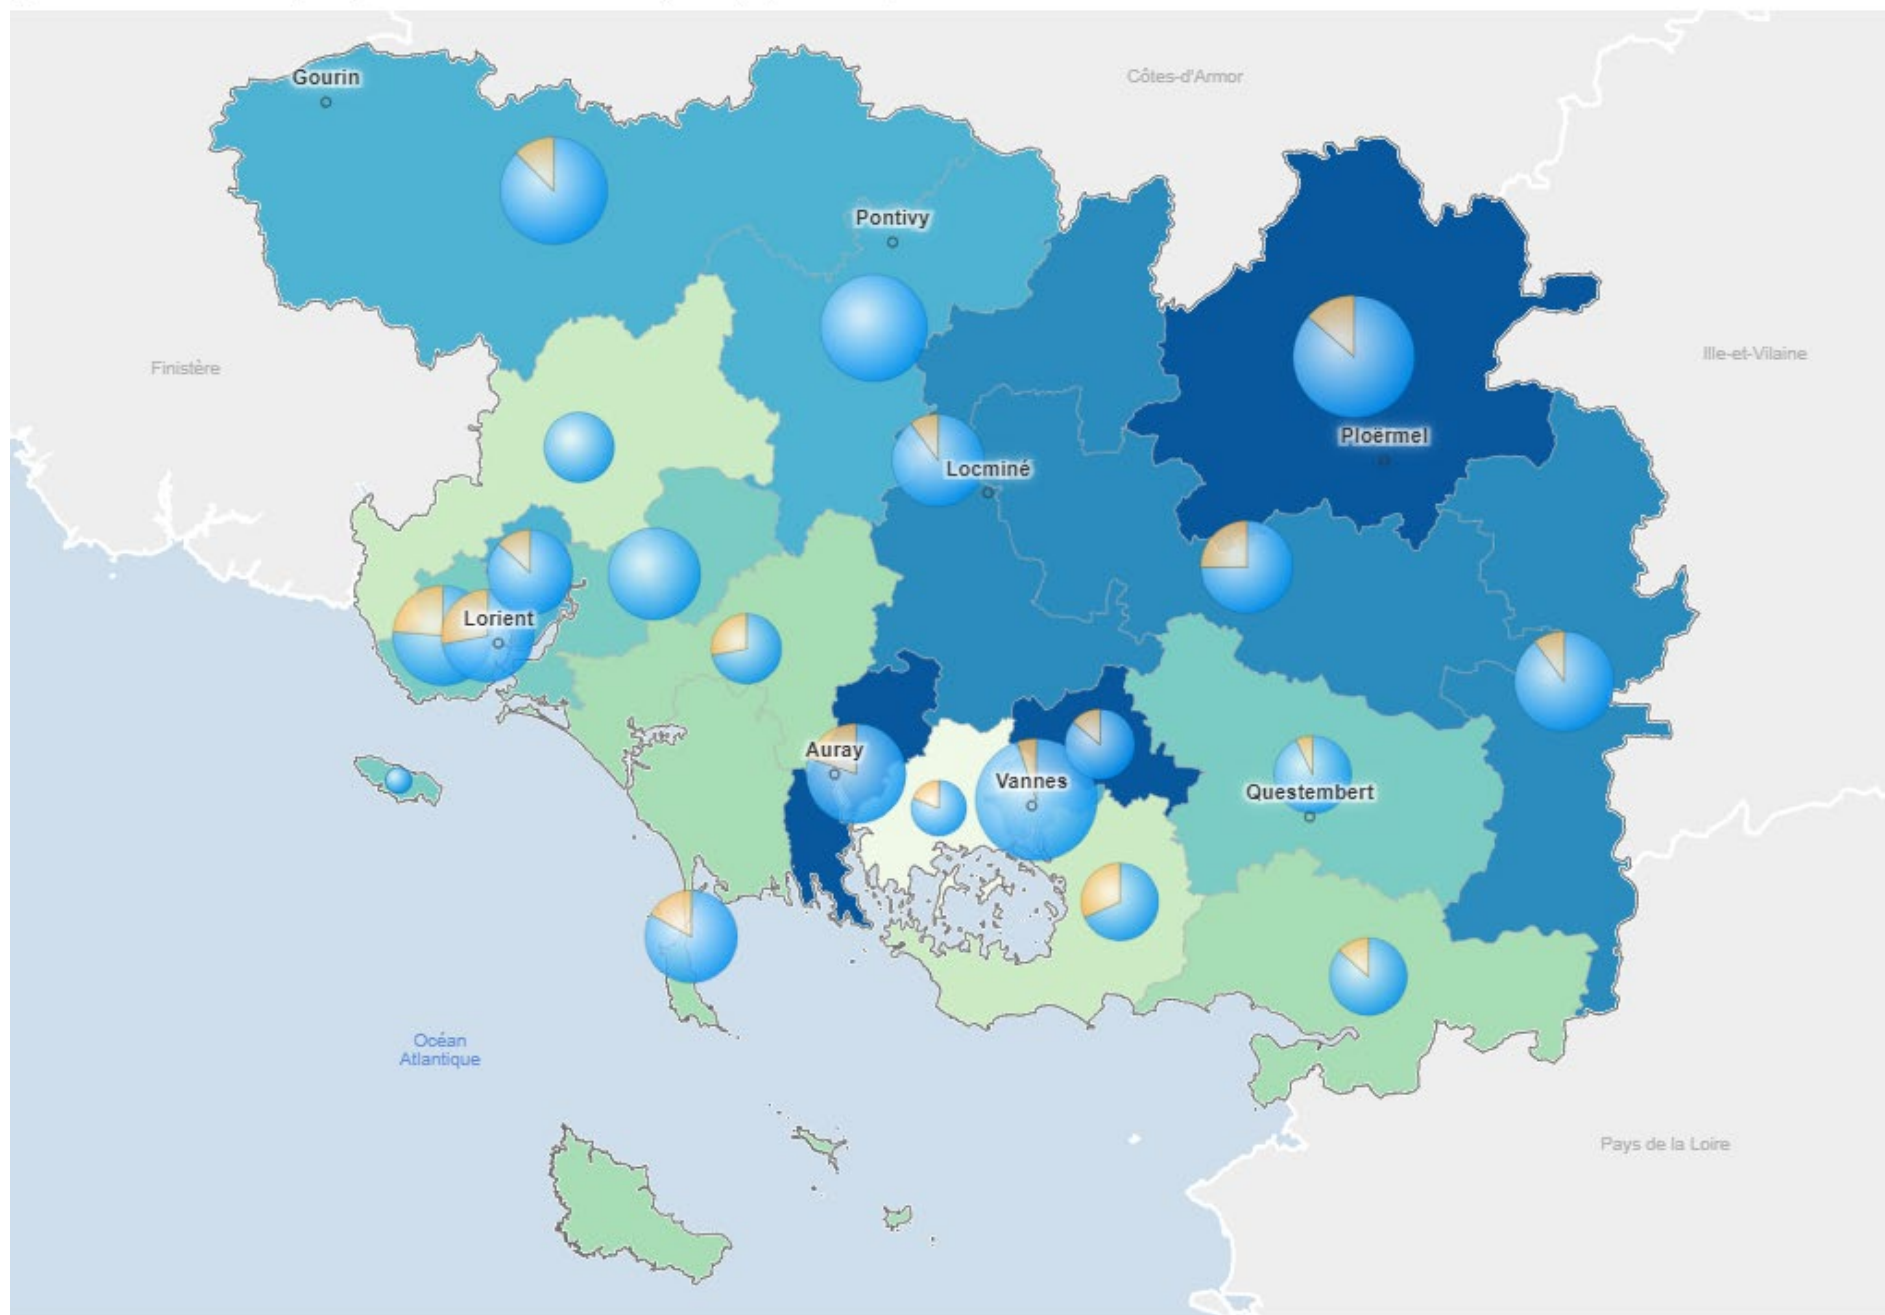 Gourin
Côtes-d'Armor
Pontivy
Finistère
Ille-et-Vilaine
Ploërmel
Locminé
Lorient
Auray
Vannes
Questembert
Océan
Atlantique
Pays de la Loire